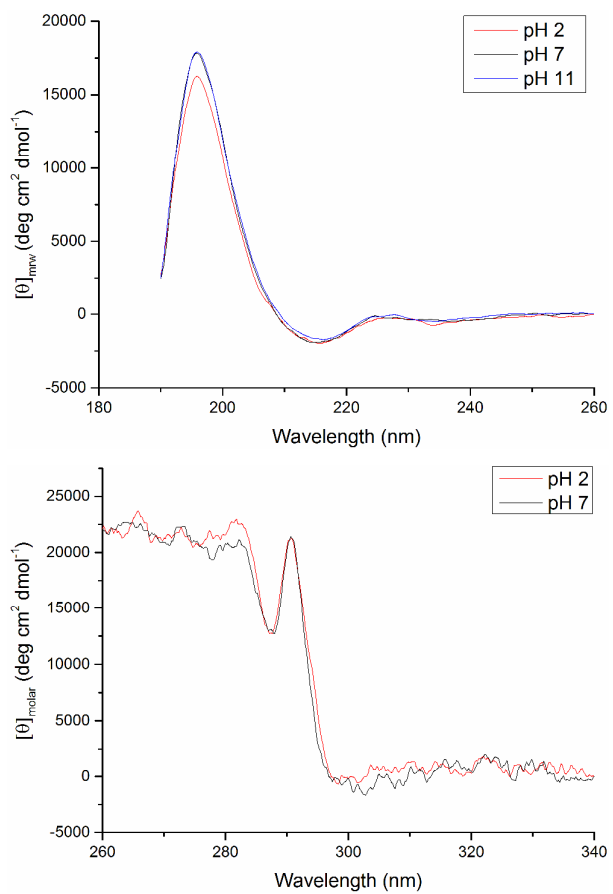 20000
15000
10000
5000
0
-5000
[θ]mrw (deg cm² dmol⁻¹)
pH 2
pH 7
pH 11
180 200 220 240 260
Wavelength (nm)
25000
20000
15000
10000
5000
0
-5000
[θ]molar (deg cm² dmol⁻¹)
pH 2
pH 7
260 280 300 320 340
Wavelength (nm)